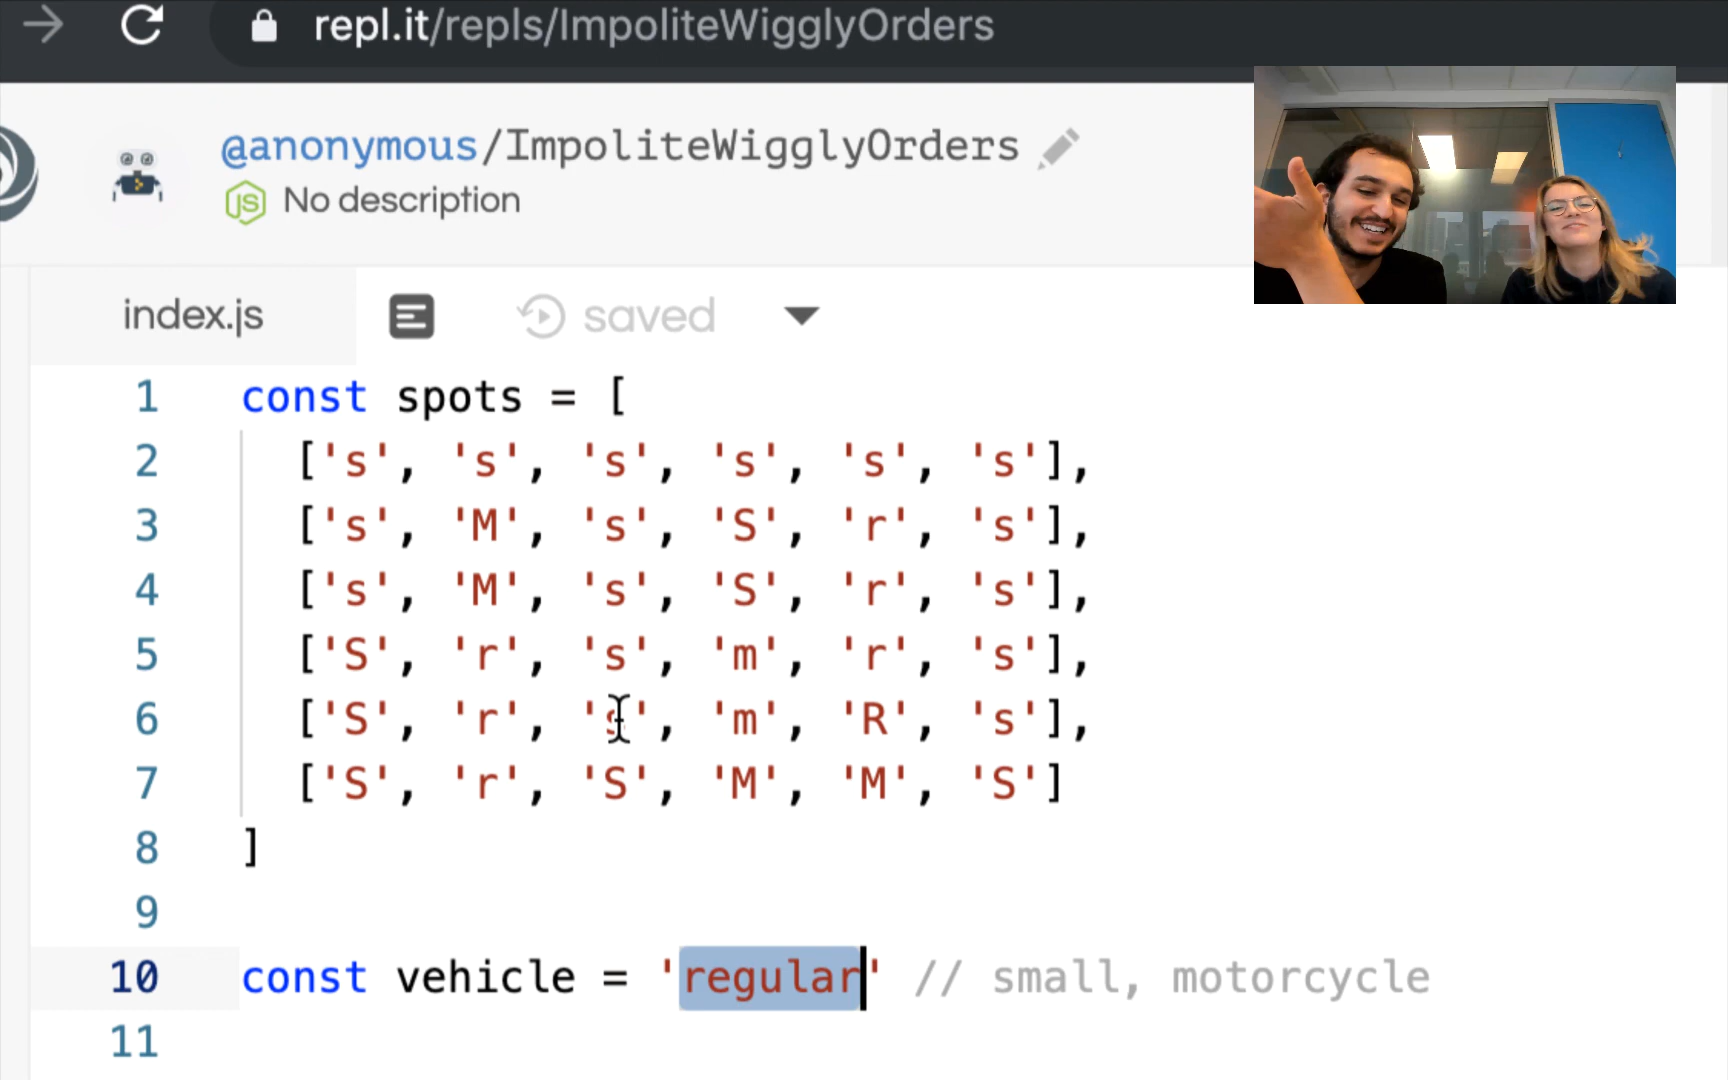 repl.it/repls/ImpoliteWigglyOrders
@anonymous/ImpoliteWigglyOrders
JS No description
index.js saved
1 const spots = [
2 ['s', 's', 's', 's', 's', 's'],
3 ['s', 'M', 's', 'S', 'r', 's'],
4 ['s', 'M', 's', 'S', 'r', 's'],
5 ['S', 'r', 's', 'm', 'r', 's'],
6 ['S', 'r', 's', 'm', 'R', 's'],
7 ['S', 'r', 'S', 'M', 'M', 'S']
8 ]
9
10 const vehicle = 'regular' // small, motorcycle
11